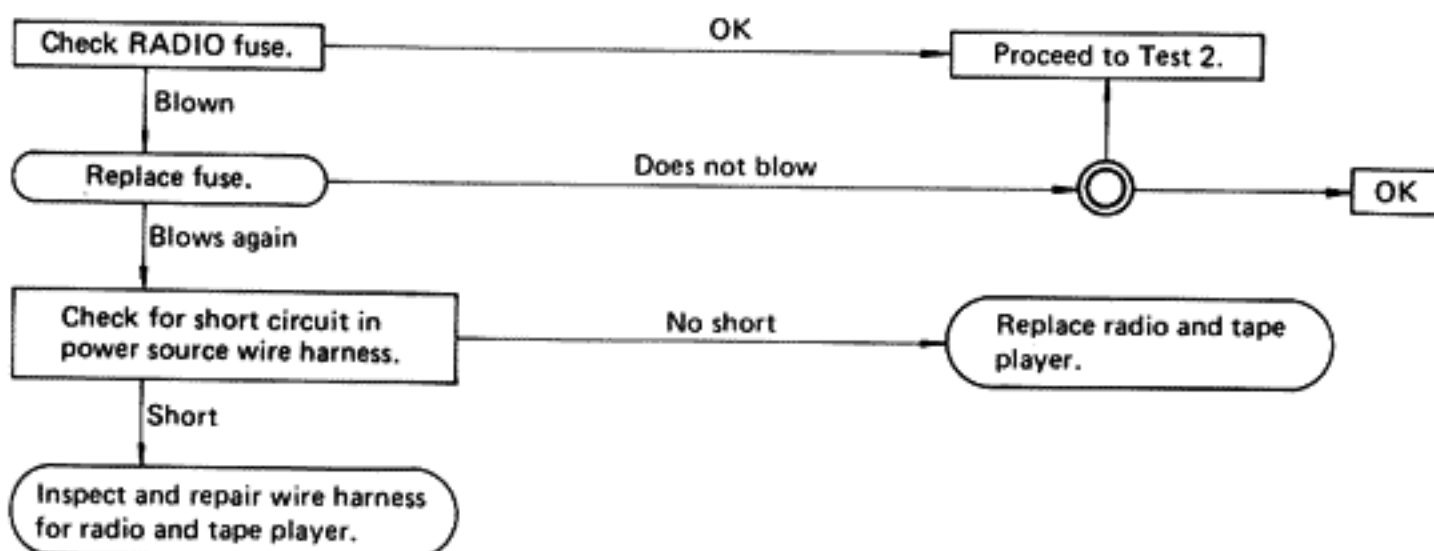 Check RADIO fuse.
OK
Proceed to Test 2.
Blown
Replace fuse.
Does not blow
OK
Blows again
Check for short circuit in
power source wire harness.
No short
Replace radio and tape
player.
Short
Inspect and repair wire harness
for radio and tape player.